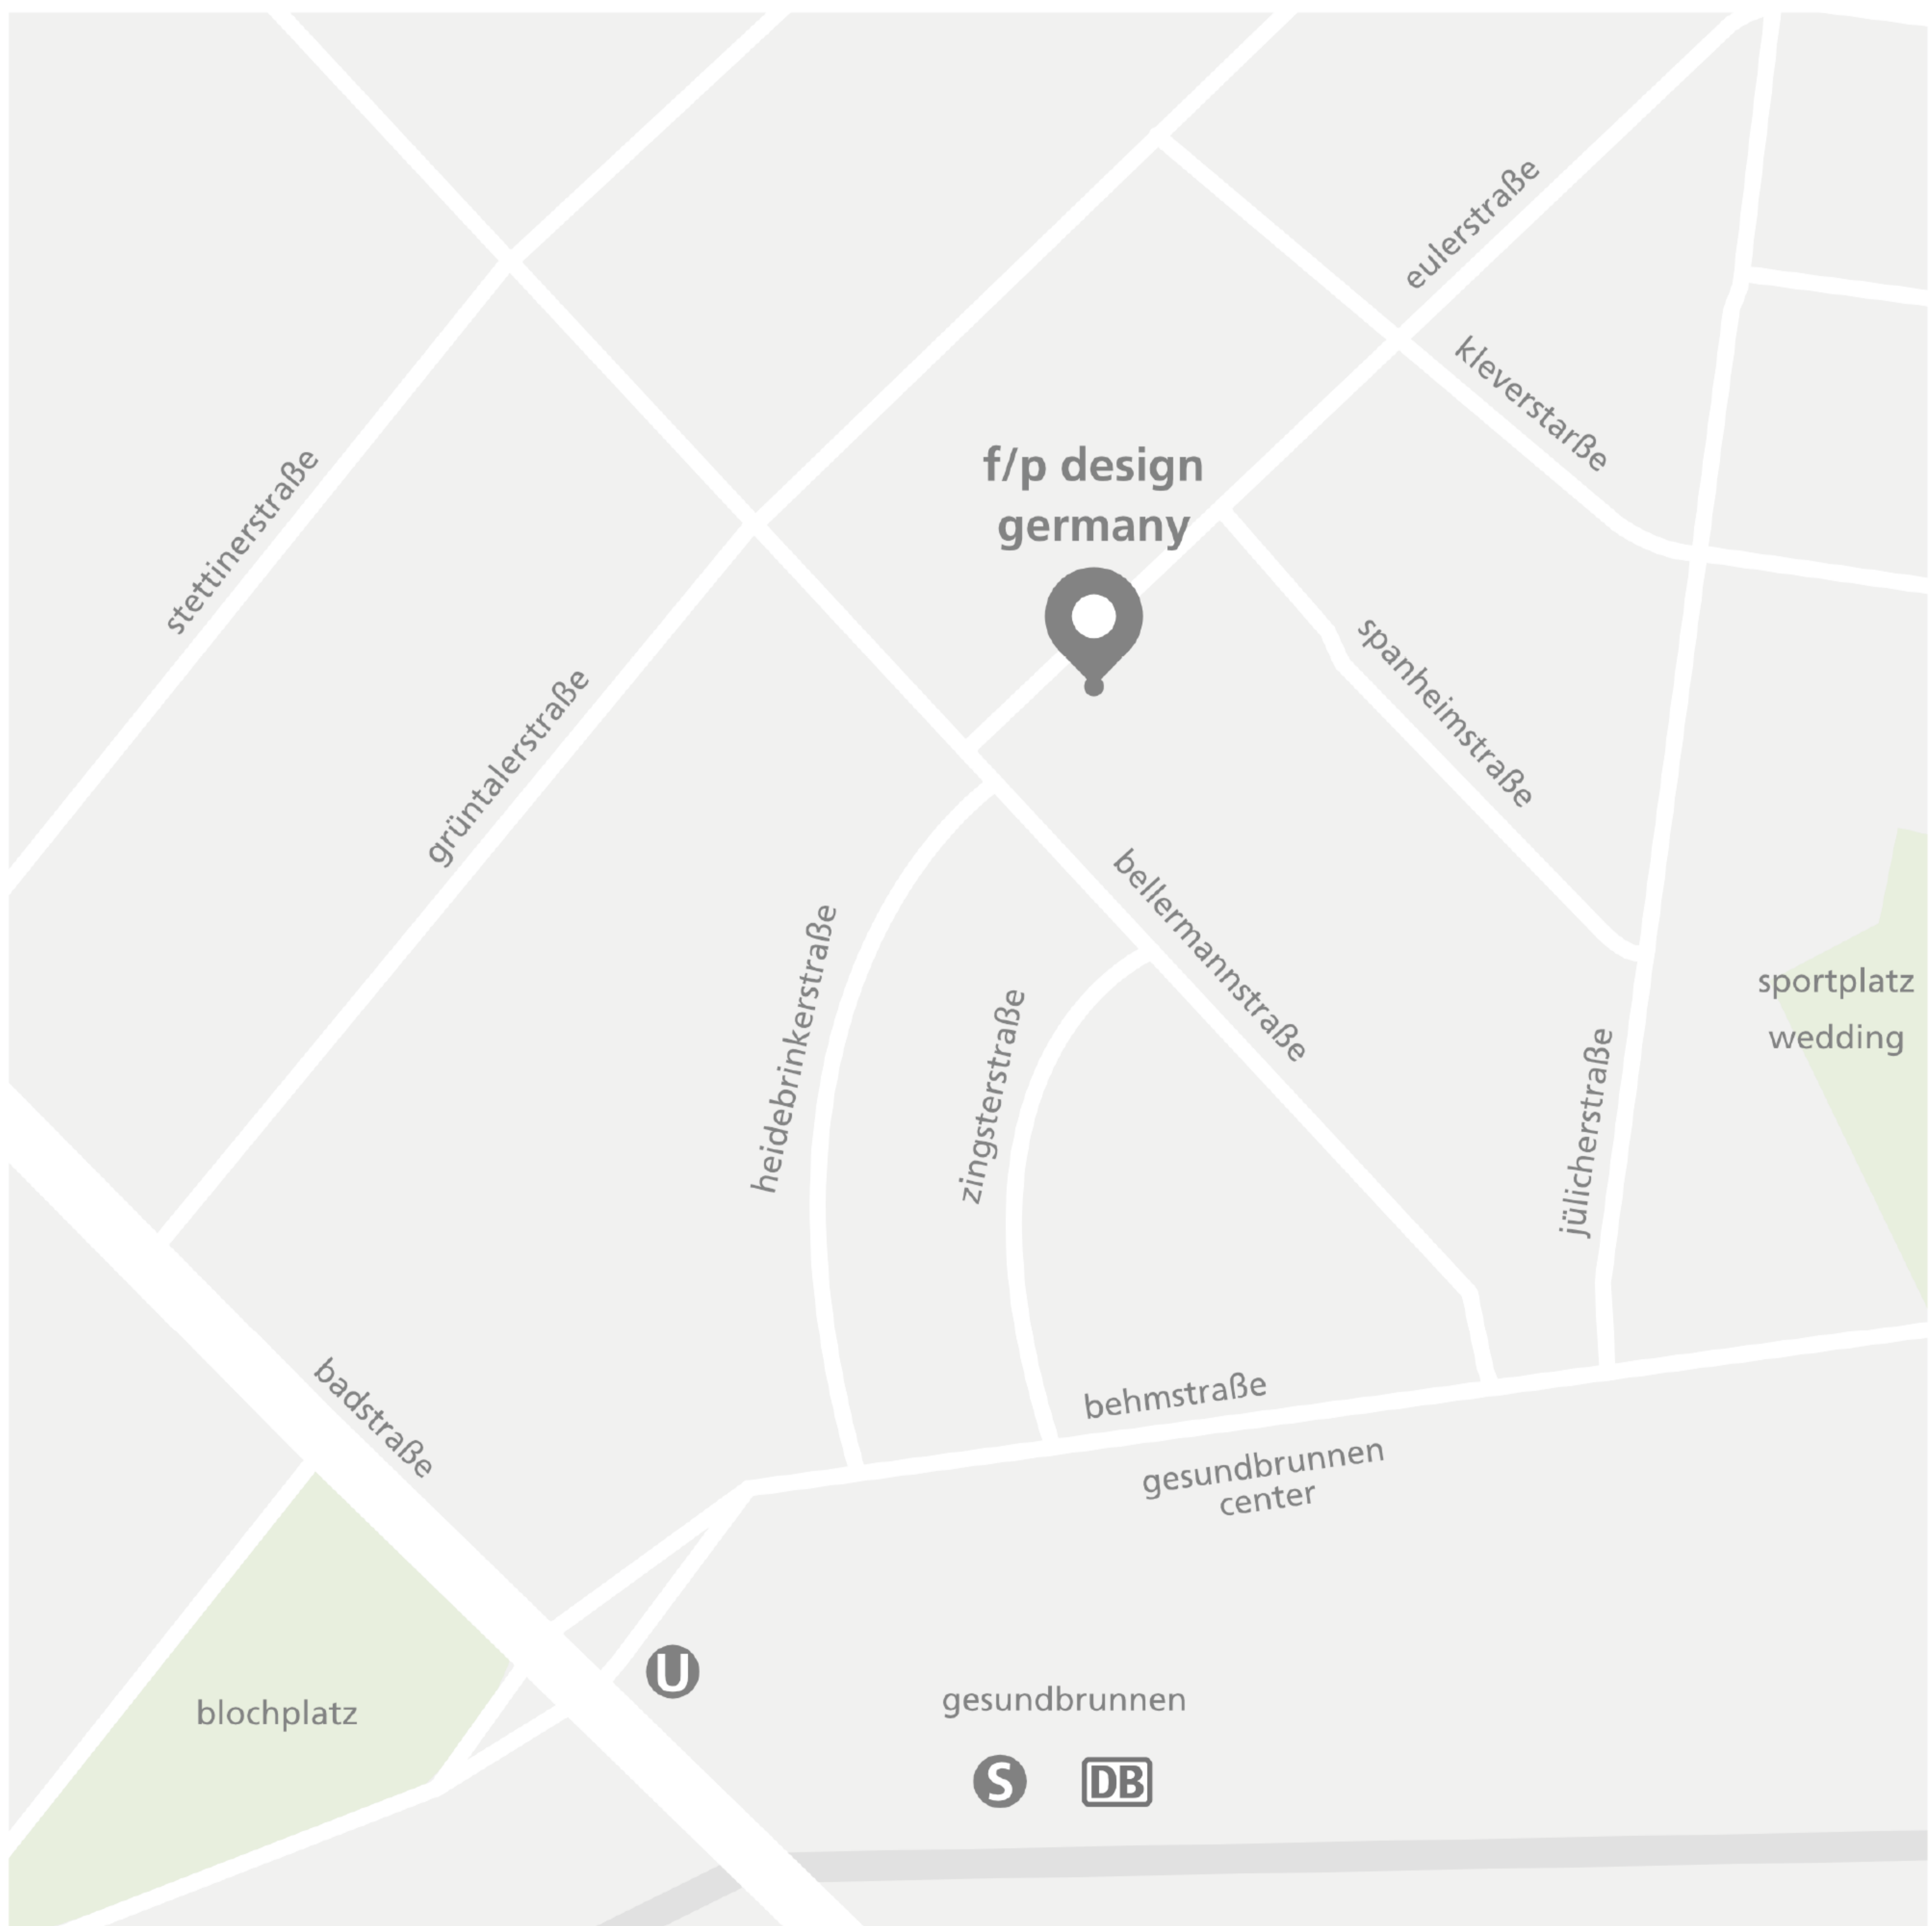 eulerstraße
kleverstarße
f/p design
germany
stettinerstraße
grüntalerstraße
spanheimstraße
bellermannstraße
heidebrinkerstraße
zingsterstraße
sportplatz
wedding
jülicherstraße
badstraße
behmstraße
gesundbrunnen
center
U
blochplatz
gesundbrunnen
S
DB